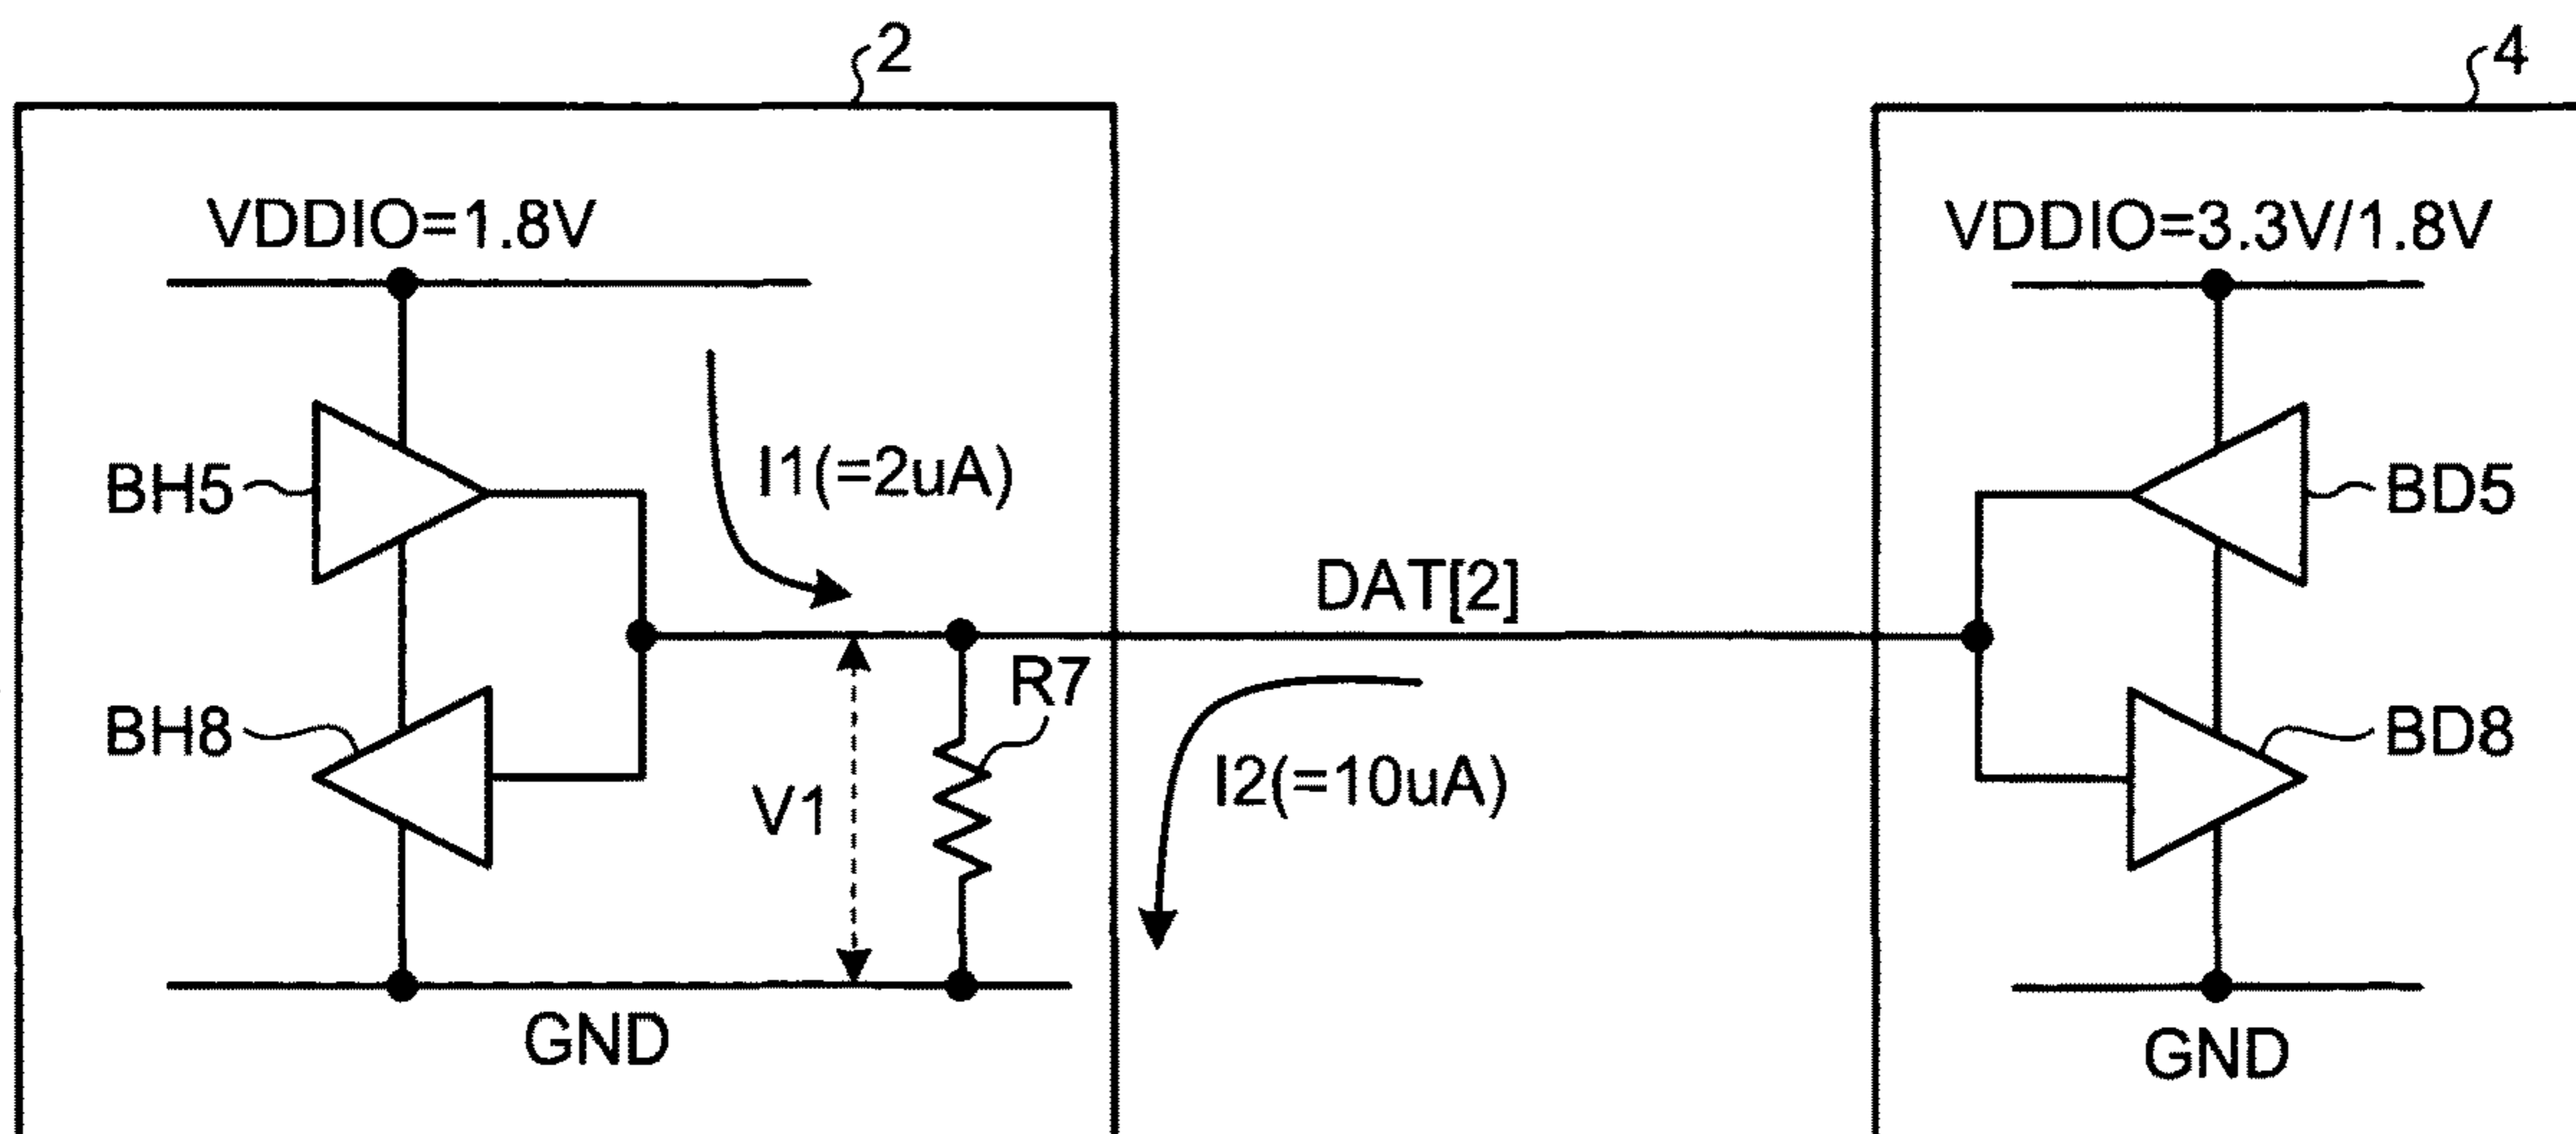 2
4
VDDIO=1.8V
VDDIO=3.3V/1.8V
BH5
I1(=2uA)
BD5
DAT[2]
R7
BH8
V1
I2(=10uA)
BD8
GND
GND